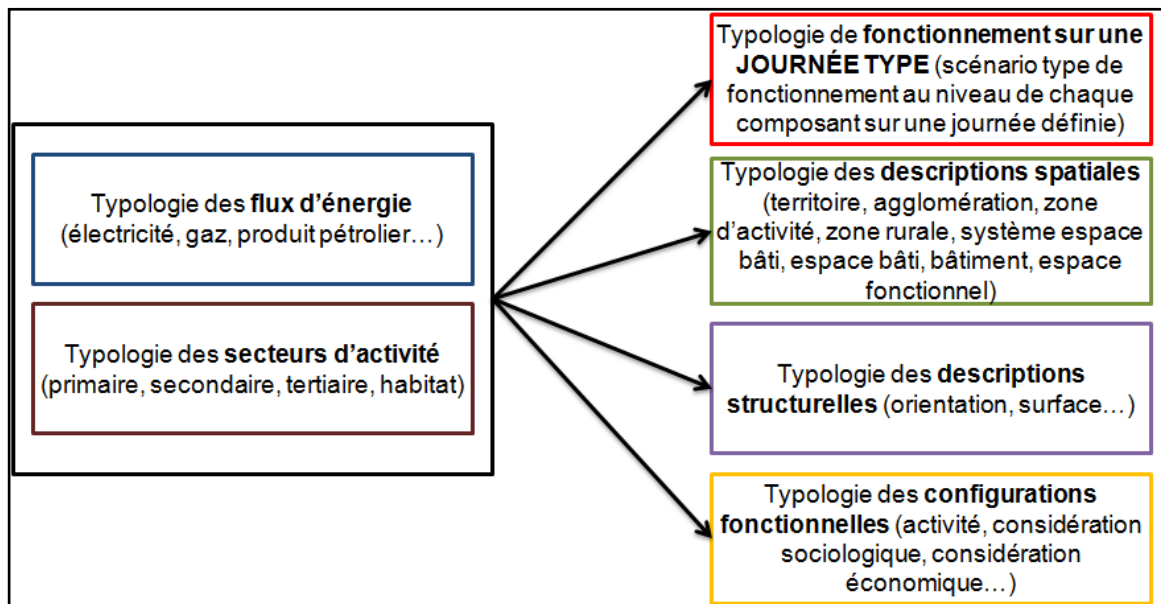 Typologie des flux d’énergie
(électricité, gaz, produit pétrolier…)
Typologie des secteurs d’activité
(primaire, secondaire, tertiaire, habitat)
Typologie de fonctionnement sur une
JOURNÉE TYPE (scénario type de
fonctionnement au niveau de chaque
composant sur une journée définie)
Typologie des descriptions spatiales
(territoire, agglomération, zone
d’activité, zone rurale, système espace
bâti, espace bâti, bâtiment, espace
fonctionnel)
Typologie des descriptions
structurelles (orientation, surface…)
Typologie des configurations
fonctionnelles (activité, considération
sociologique, considération
économique…)